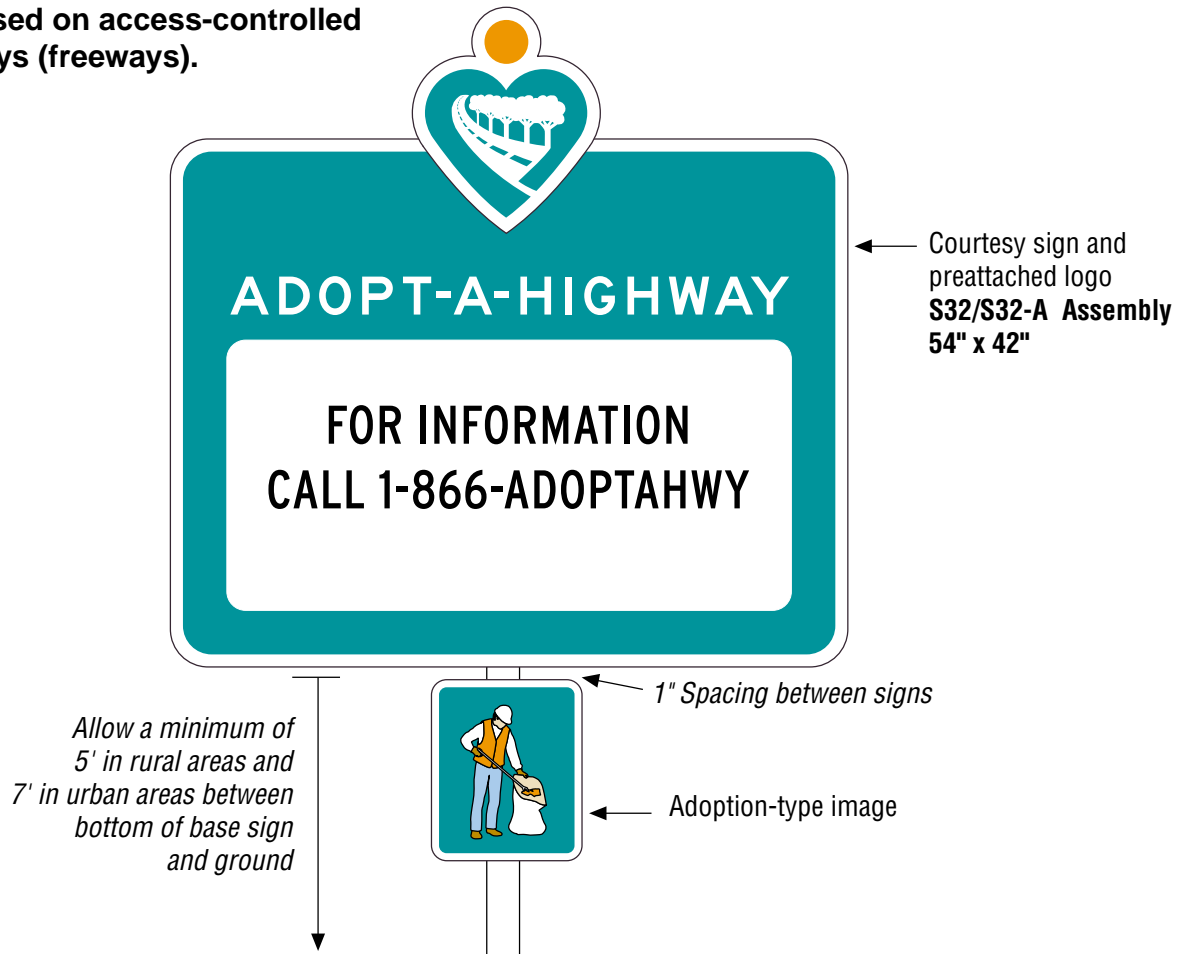 sed on access-controlled
ys (freeways).
ADOPT-A-HIGHWAY
FOR INFORMATION
CALL 1-866-ADOPTAHWY
Courtesy sign and
preattached logo
S32/S32-A Assembly
54" x 42"
1" Spacing between signs
Allow a minimum of
5' in rural areas and
7' in urban areas between
bottom of base sign
and ground
Adoption-type image